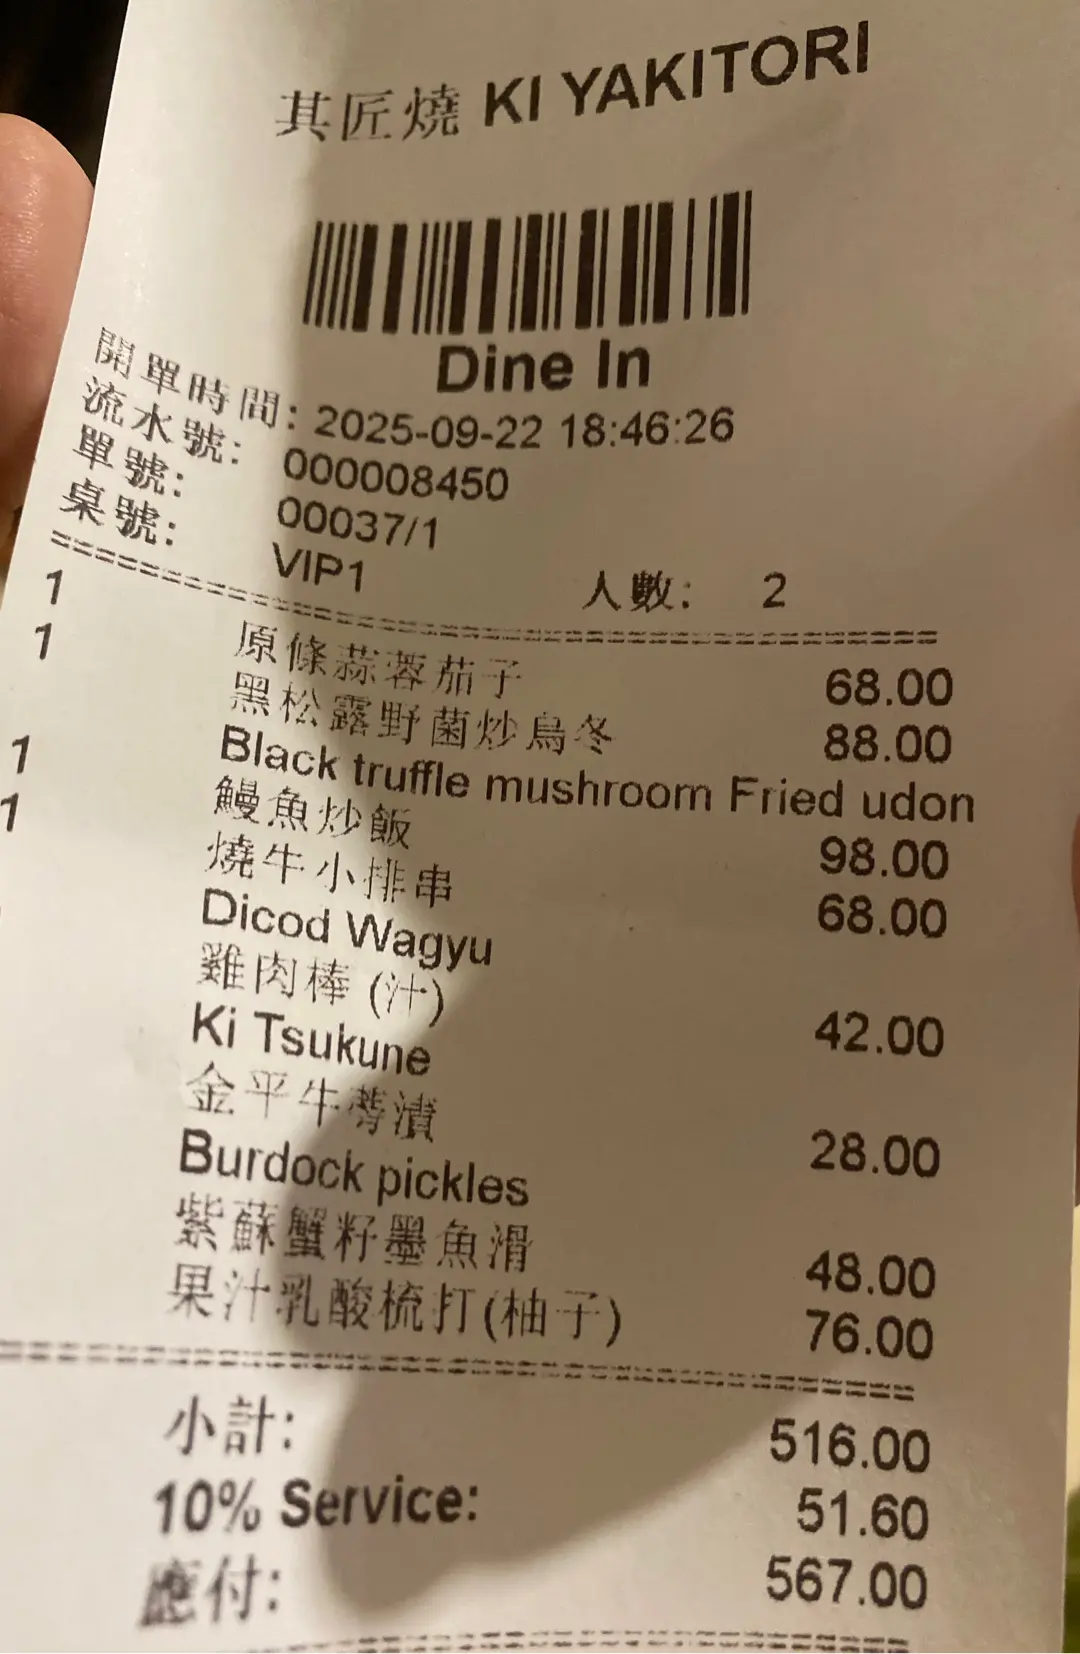 其匠燒 KI YAKITORI
Dine In
開單時間: 2025-09-22 18:46:26
流水號: 000008450
單號: 00037/1
桌號: VIP1 人數: 2
1 原條蒜蓉茄子 68.00
1 黑松露野菌炒烏冬 88.00
Black truffle mushroom Fried udon
1 鰻魚炒飯 98.00
1 燒牛小排串 68.00
Dicod Wagyu
雞肉棒 (汁) 42.00
Ki Tsukune
金平牛蒡漬 28.00
Burdock pickles
紫蘇蟹籽墨魚滑 48.00
果汁乳酸梳打(柚子) 76.00
小計: 516.00
10% Service: 51.60
應付: 567.00